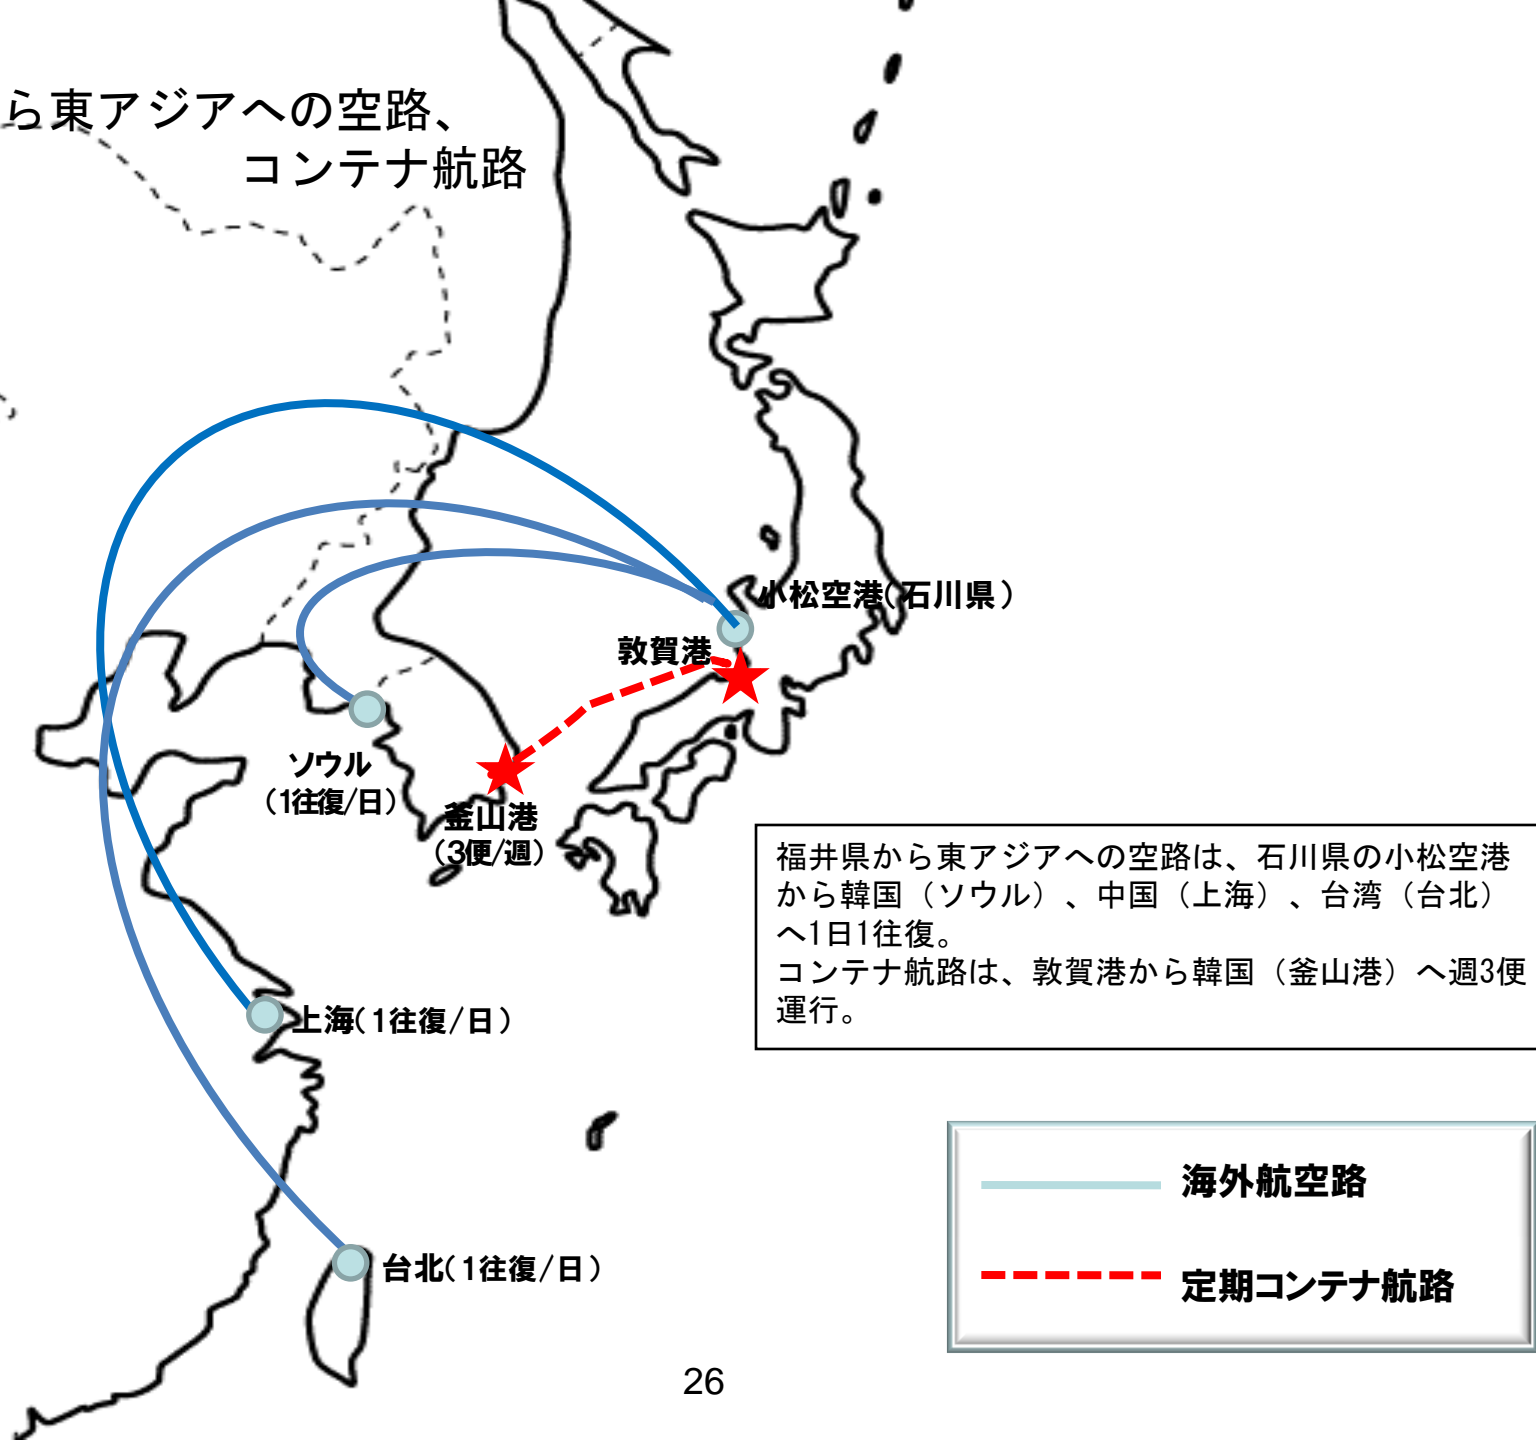 ら東アジアへの空路、
コンテナ航路
小松空港(石川県)
敦賀港
ソウル
(1往復/日)
釜山港
(3便/週)
福井県から東アジアへの空路は、石川県の小松空港
から韓国（ソウル）、中国（上海）、台湾（台北）
へ1日1往復。
コンテナ航路は、敦賀港から韓国（釜山港）へ週3便
運行。
上海(1往復/日)
海外航空路
定期コンテナ航路
台北(1往復/日)
26